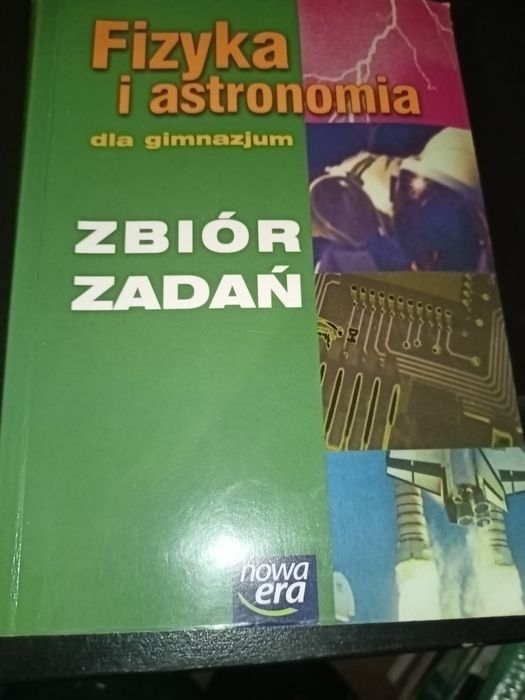 Fizyka
i astronomia
dla gimnazjum
ZBIÓR
ZADAŃ
nowa
era